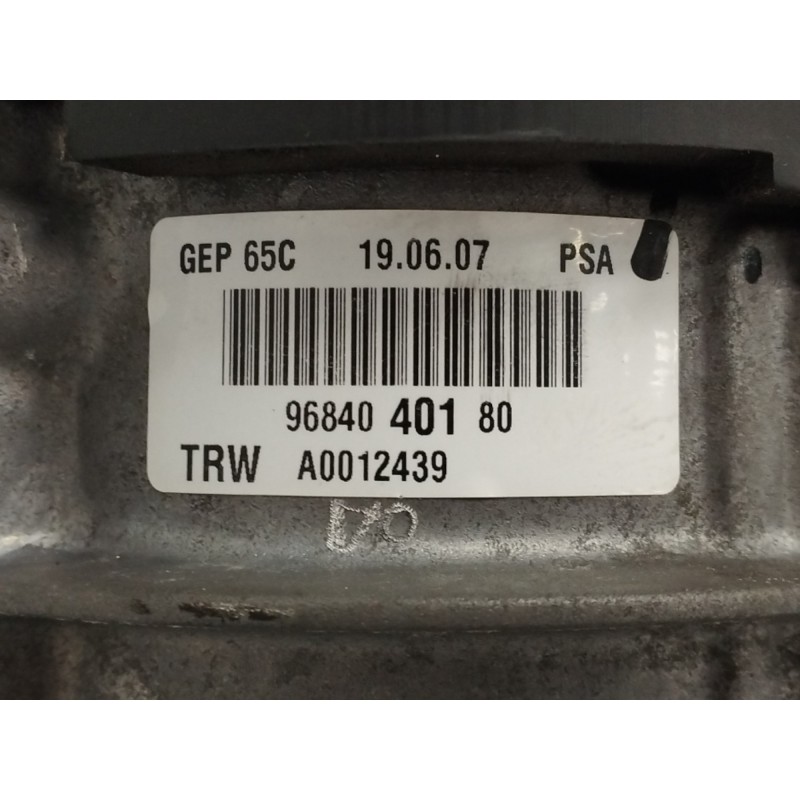 GEP 65C 19.06.07 PSA
96840 401 80
TRW A0012439